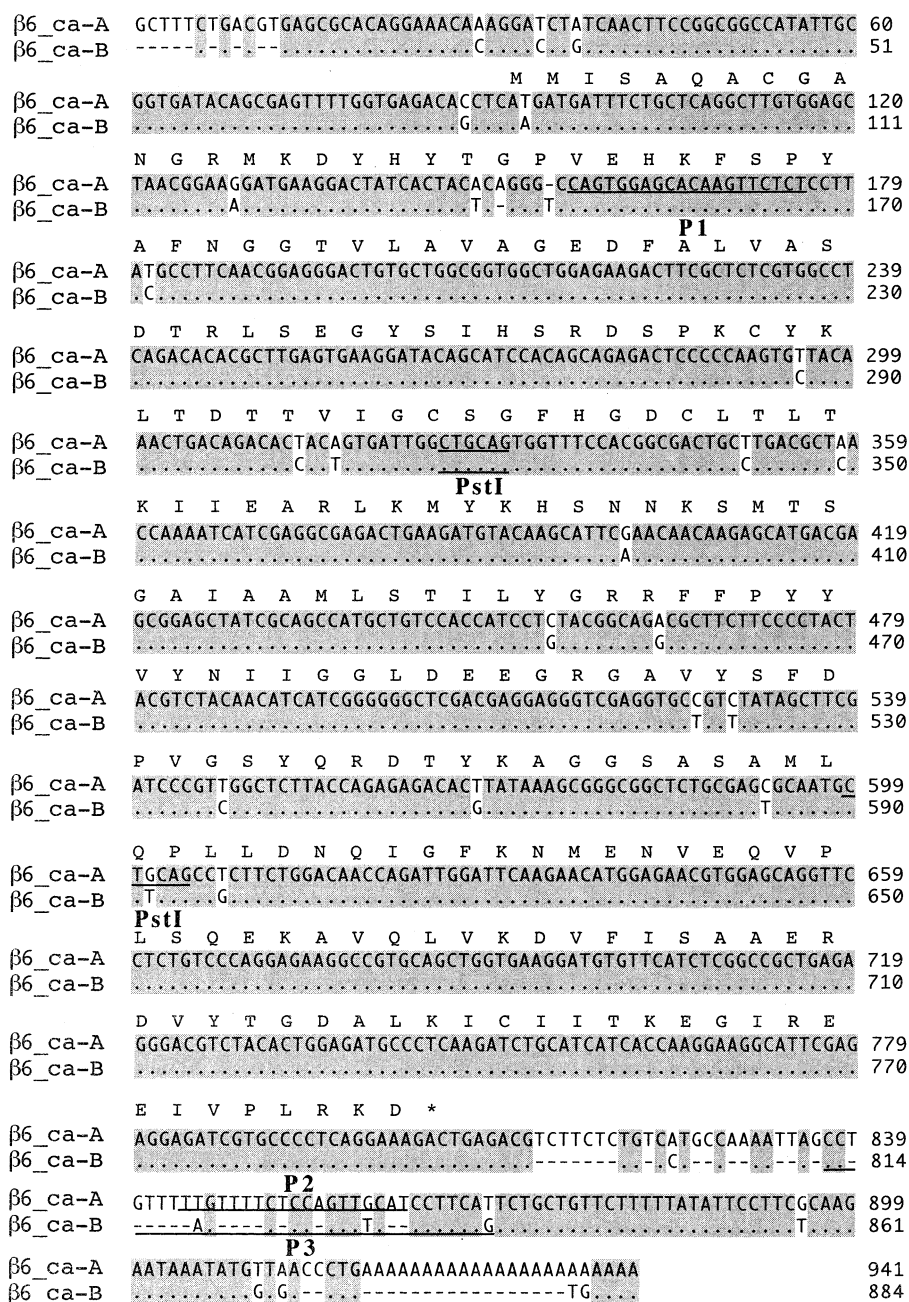 β6_ca-A GCTTTCTGACGTGAGCGCACAGGAAACAAAGGATCTATCAACTTCCGGCGGCCATATTGC 60
β6_ca-B -----.-.--.-................C....C..G....................... 51
M M I S A Q A C G A
β6_ca-A GGTGATACAGCGAGTTTTGGTGAGACACCTCATGATGATTTCTGCTCAGGCTTGTGGAGC 120
β6_ca-B ...........................G....A........................... 111
N G R M K D Y H Y T G P V E H K F S P Y
β6_ca-A TAACGGAAGGATGAAGGACTATCACTACACAGGG-CCAGTGGAGCACAAGTTCTCTCCTT 179
β6_ca-B ........A...................T.-...T......................... 170
P1
A F N G G T V L A V A G E D F A L V A S
β6_ca-A ATGCCTTCAACGGAGGGACTGTGCTGGCGGTGGCTGGAGAAGACTTCGCTCTCGTGGCCT 239
β6_ca-B .C.......................................................... 230
D T R L S E G Y S I H S R D S P K C Y K
β6_ca-A CAGACACACGCTTGAGTGAAGGATACAGCATCCACAGCAGAGACTCCCCCAAGTGTTACA 299
β6_ca-B .......................................................C.... 290
L T D T T V I G C S G F H G D C L T L T
β6_ca-A AACTGACAGACACTACAGTGATTGGCTGCAGTGGTTTCCACGGCGACTGCTTGACGCTAA 359
β6_ca-B .............C..T.................................C.......C. 350
PstI
K I I E A R L K M Y K H S N N K S M T S
β6_ca-A CCAAAATCATCGAGGCGAGACTGAAGATGTACAAGCATTCGAACAACAAGAGCATGACGA 419
β6_ca-B ........................................A................... 410
G A I A A M L S T I L Y G R R F F P Y Y
β6_ca-A GCGGAGCTATCGCAGCCATGCTGTCCACCATCCTCTACGGCAGACGCTTCTTCCCCTACT 479
β6_ca-B ..................................G........G................ 470
V Y N I I G G L D E E G R G A V Y S F D
β6_ca-A ACGTCTACAACATCATCGGGGGGCTCGACGAGGAGGGTCGAGGTGCCGTCTATAGCTTCG 539
β6_ca-B ..............................................T..T.......... 530
P V G S Y Q R D T Y K A G G S A S A M L
β6_ca-A ATCCCGTTGGCTCTTACCAGAGAGACACTTATAAAGCGGGCGGCTCTGCGAGCGCAATGC 599
β6_ca-B .......C....................G.......................T....... 590
Q P L L D N Q I G F K N M E N V E Q V P
β6_ca-A TGCAGCCTCTTCTGGACAACCAGATTGGATTCAAGAACATGGAGAACGTGGAGCAGGTTC 659
β6_ca-B .T.....G.................................................... 650
PstI
L S Q E K A V Q L V K D V F I S A A E R
β6_ca-A CTCTGTCCCAGGAGAAGGCCGTGCAGCTGGTGAAGGATGTGTTCATCTCGGCCGCTGAGA 719
β6_ca-B ............................................................ 710
D V Y T G D A L K I C I I T K E G I R E
β6_ca-A GGGACGTCTACACTGGAGATGCCCTCAAGATCTGCATCATCACCAAGGAAGGCATTCGAG 779
β6_ca-B ............................................................ 770
E I V P L R K D *
β6_ca-A AGGAGATCGTGCCCCTCAGGAAAGACTGAGACGTCTTCTCTGTCATGCCAAAATTAGCCT 839
β6_ca-B .................................-------..-.C.--.----.-.-... 814
P2
β6_ca-A GTTTTTGTTTTCTCCAGTTGCATCCTTCATTCTGCTGTTCTTTTTATATTCCTTCGCAAG 899
β6_ca-B -----A.----.--.-...T.-.......G.........................T.... 861
P3
β6_ca-A AATAAATATGTTAACCCTGAAAAAAAAAAAAAAAAAAAAAAA 941
β6_ca-B ..........G.G.--...-----------------TG.... 884